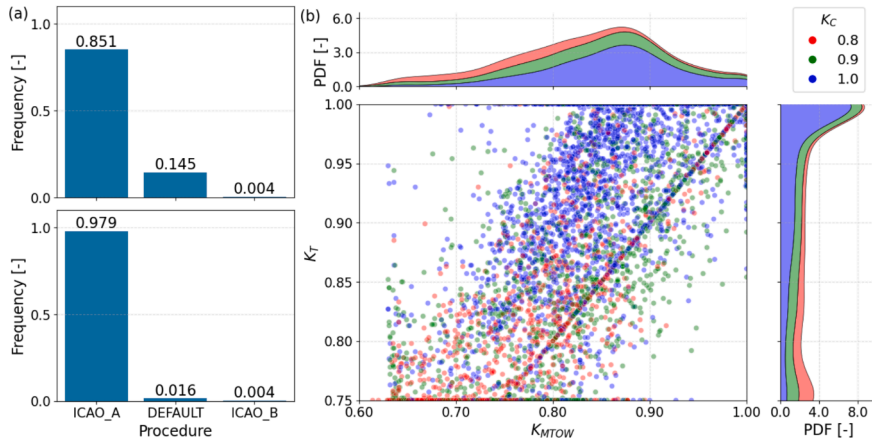 (a)
1.0
0.5
0.0
Frequency [-]
0.851
0.145
0.004
1.0
0.5
0.0
Frequency [-]
0.979
0.016
0.004
ICAO_A DEFAULT ICAO_B
Procedure
(b)
6.0
3.0
0.0
PDF [-]
K_C
0.8
0.9
1.0
1.00
0.95
0.90
0.85
0.80
0.75
K_T
0.60 0.70 0.80 0.90 1.00
K_MTOW
0.0 4.0 8.0
PDF [-]